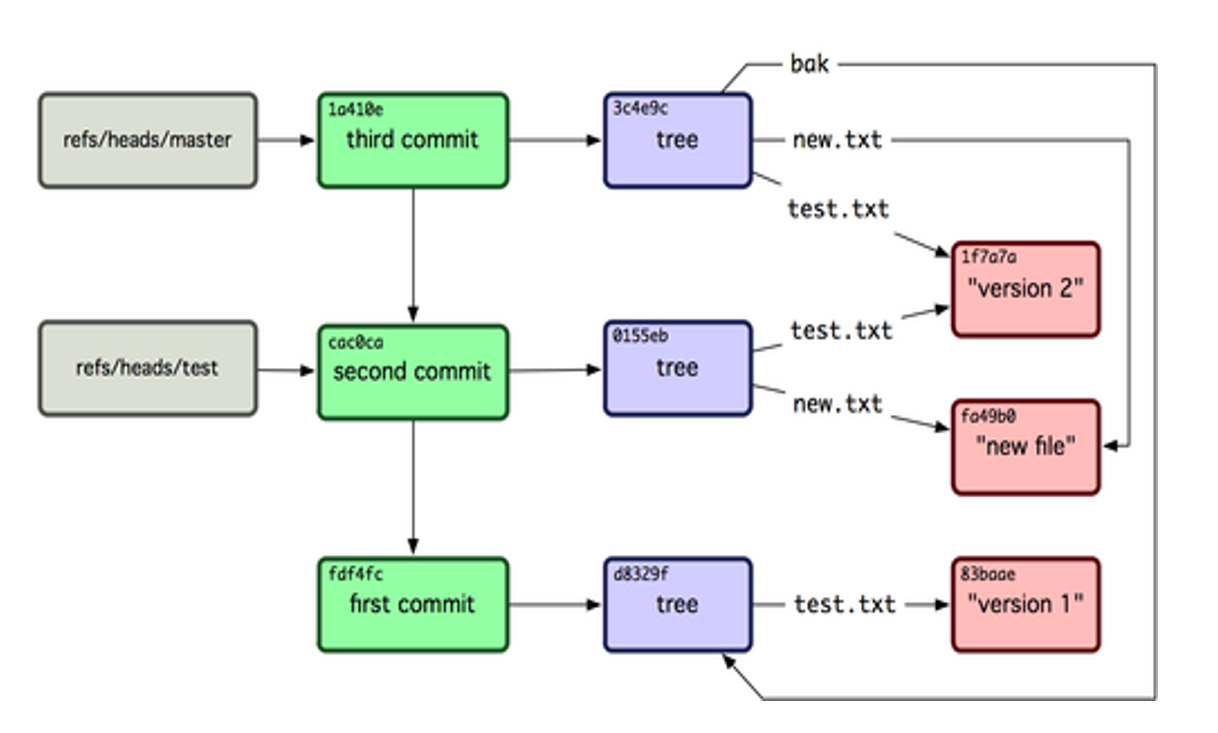 bak
1a410e
3c4e9c
refs/heads/master
third commit
tree
new.txt
test.txt
1f7a7a
"version 2"
cac0ca
0155eb
test.txt
refs/heads/test
second commit
tree
new.txt
fa49b0
"new file"
fdf4fc
d8329f
83baae
first commit
tree
test.txt
"version 1"